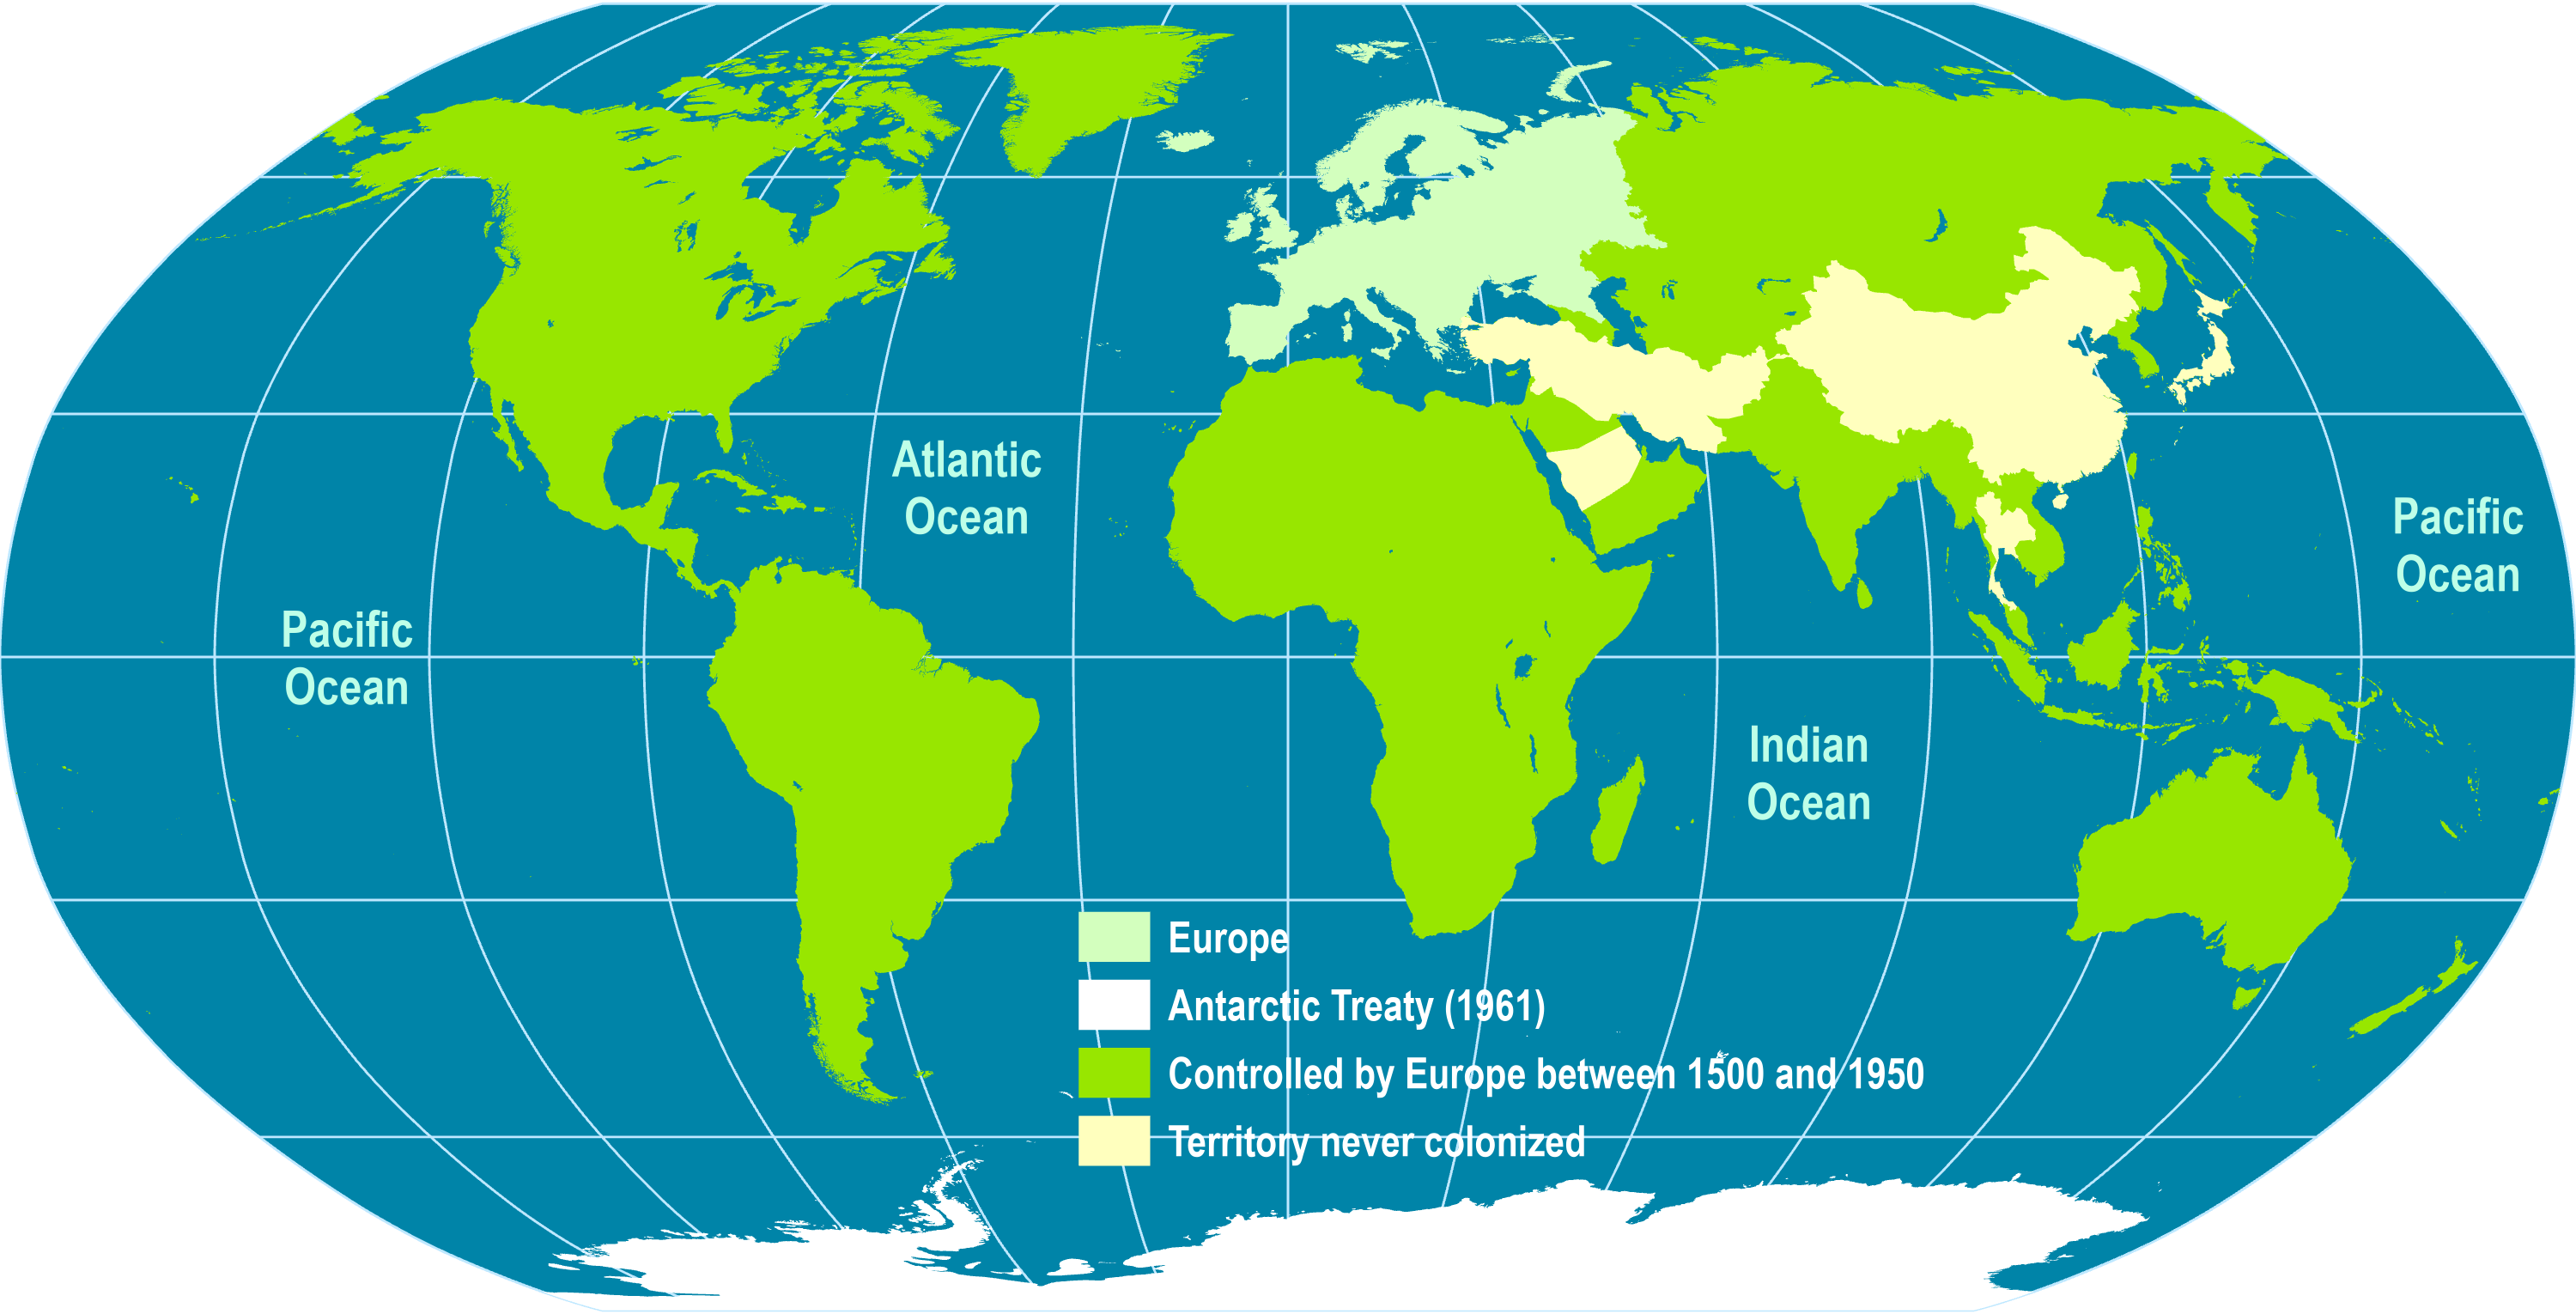 Atlantic
Ocean
Pacific
Ocean
Pacific
Ocean
Indian
Ocean
Europe
Antarctic Treaty (1961)
Controlled by Europe between 1500 and 1950
Territory never colonized